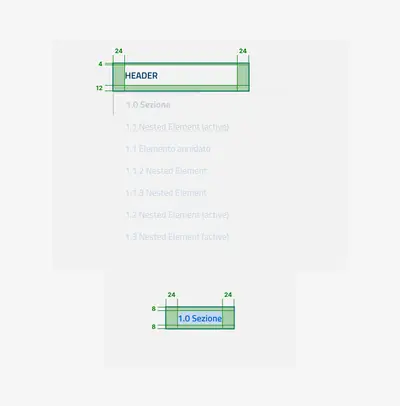 24 24
4
HEADER
12
1.0 Sezione
1.1 Nested Element (active)
1.1 Elemento annidato
1.1.2 Nested Element
1.1.3 Nested Element
1.2 Nested Element (active)
1.3 Nested Element (active)
24 24
8
1.0 Sezione
8